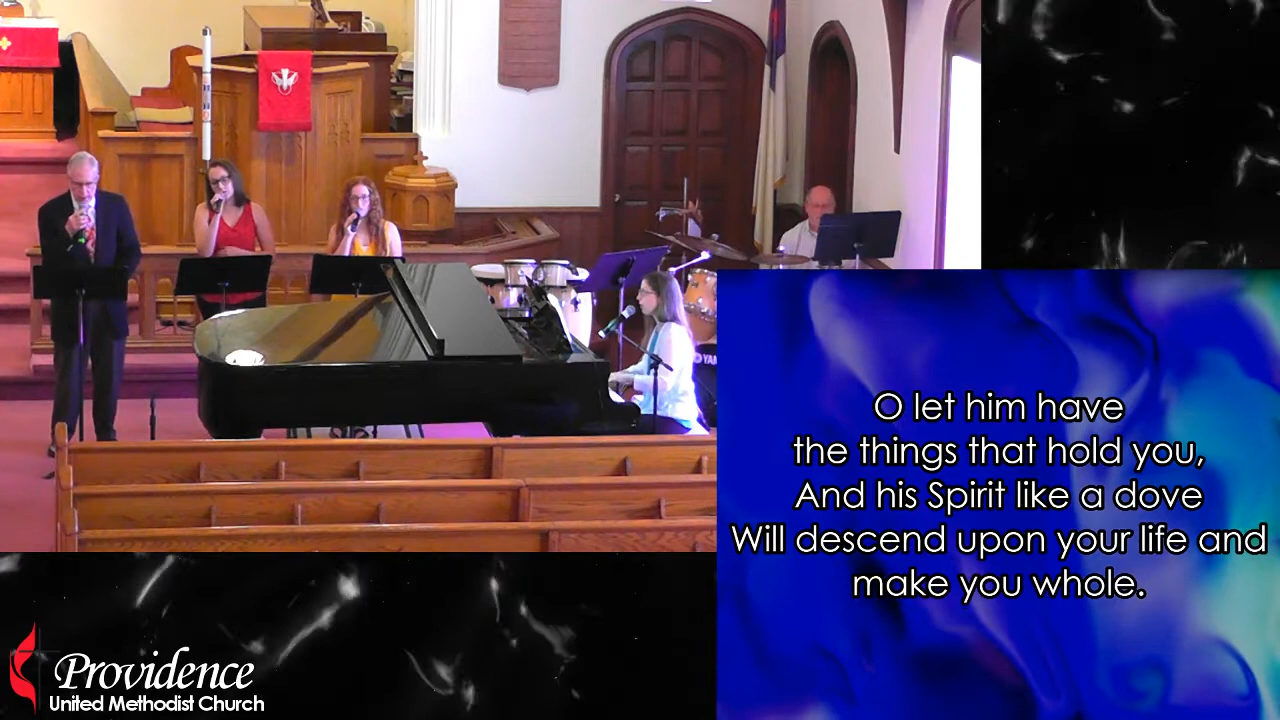 O let him have
the things that hold you,
And his Spirit like a dove
Will descend upon your life and
make you whole.
Providence
United Methodist Church